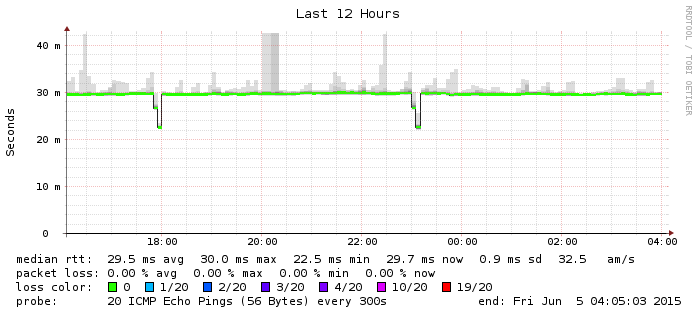 Last 12 Hours
RRDTOOL / TOBI OETIKER
Seconds
40 m
30 m
20 m
10 m
0
18:00 20:00 22:00 00:00 02:00 04:00
median rtt: 29.5 ms avg 30.0 ms max 22.5 ms min 29.7 ms now 0.9 ms sd 32.5 am/s
packet loss: 0.00 % avg 0.00 % max 0.00 % min 0.00 % now
loss color: 0 1/20 2/20 3/20 4/20 10/20 19/20
probe: 20 ICMP Echo Pings (56 Bytes) every 300s end: Fri Jun 5 04:05:03 2015